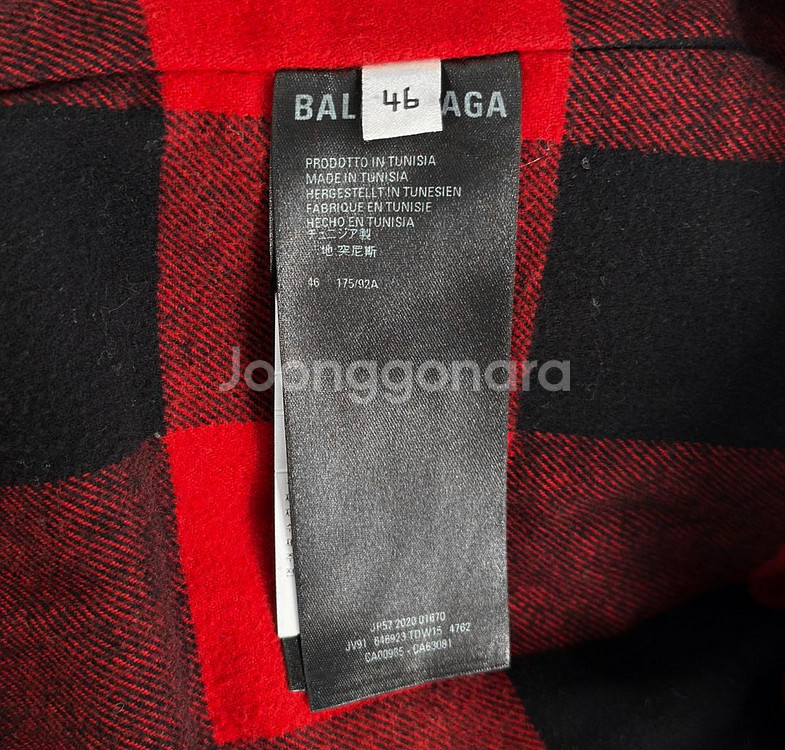 BAL 46 AGA
PRODOTTO IN TUNISIA
MADE IN TUNISIA
HERGESTELLT IN TUNESIEN
FABRIQUE EN TUNISIE
HECHO EN TUNISIA
チュニジア製
地 突尼斯
46 175/92A
Joonggonara
JP57 2020 01670
JV91 646923 TDW15 4762
CA00985 - CA63081